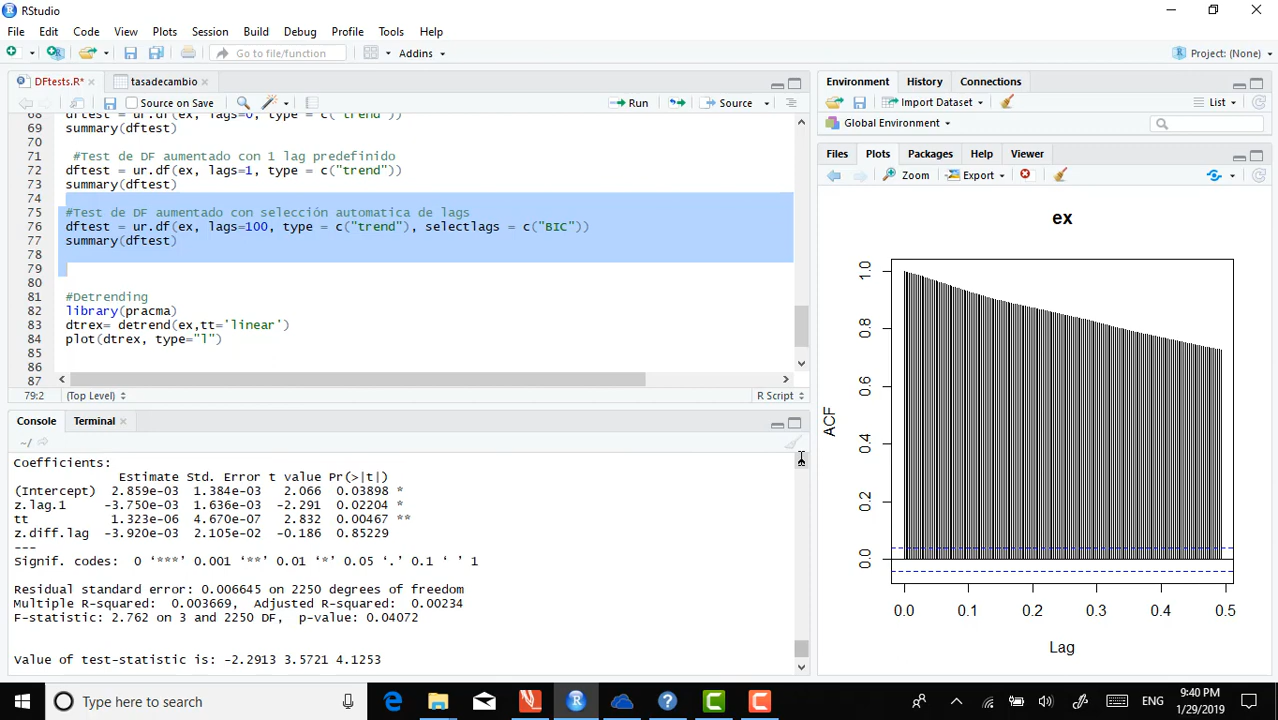 RStudio
File Edit Code View Plots Session Build Debug Profile Tools Help
Go to file/function Addins Project: (None)
DFtests.R* tasadecambio
Source on Save Run Source
68 dftest = ur.df(ex, lags=0, type = c("trend"))
69 summary(dftest)
70
71 #Test de DF aumentado con 1 lag predefinido
72 dftest = ur.df(ex, lags=1, type = c("trend"))
73 summary(dftest)
74
75 #Test de DF aumentado con selección automatica de lags
76 dftest = ur.df(ex, lags=100, type = c("trend"), selectlags = c("BIC"))
77 summary(dftest)
78
79
80
81 #Detrending
82 library(pracma)
83 dtrex= detrend(ex,tt='linear')
84 plot(dtrex, type="l")
85
86
87
79:2 (Top Level) R Script
Console Terminal
~/
Coefficients:
Estimate Std. Error t value Pr(>|t|)
(Intercept) 2.859e-03 1.384e-03 2.066 0.03898 *
z.lag.1 -3.750e-03 1.636e-03 -2.291 0.02204 *
tt 1.323e-06 4.670e-07 2.832 0.00467 **
z.diff.lag -3.920e-03 2.105e-02 -0.186 0.85229
---
Signif. codes: 0 ‘***’ 0.001 ‘**’ 0.01 ‘*’ 0.05 ‘.’ 0.1 ‘ ’ 1
Residual standard error: 0.006645 on 2250 degrees of freedom
Multiple R-squared: 0.003669, Adjusted R-squared: 0.00234
F-statistic: 2.762 on 3 and 2250 DF, p-value: 0.04072
Value of test-statistic is: -2.2913 3.5721 4.1253
Environment History Connections
Import Dataset List
Global Environment
Files Plots Packages Help Viewer
Zoom Export
ex
1.0
0.8
0.6
0.4
0.2
0.0
ACF
0.0 0.1 0.2 0.3 0.4 0.5
Lag
Type here to search
ENG
9:40 PM
1/29/2019